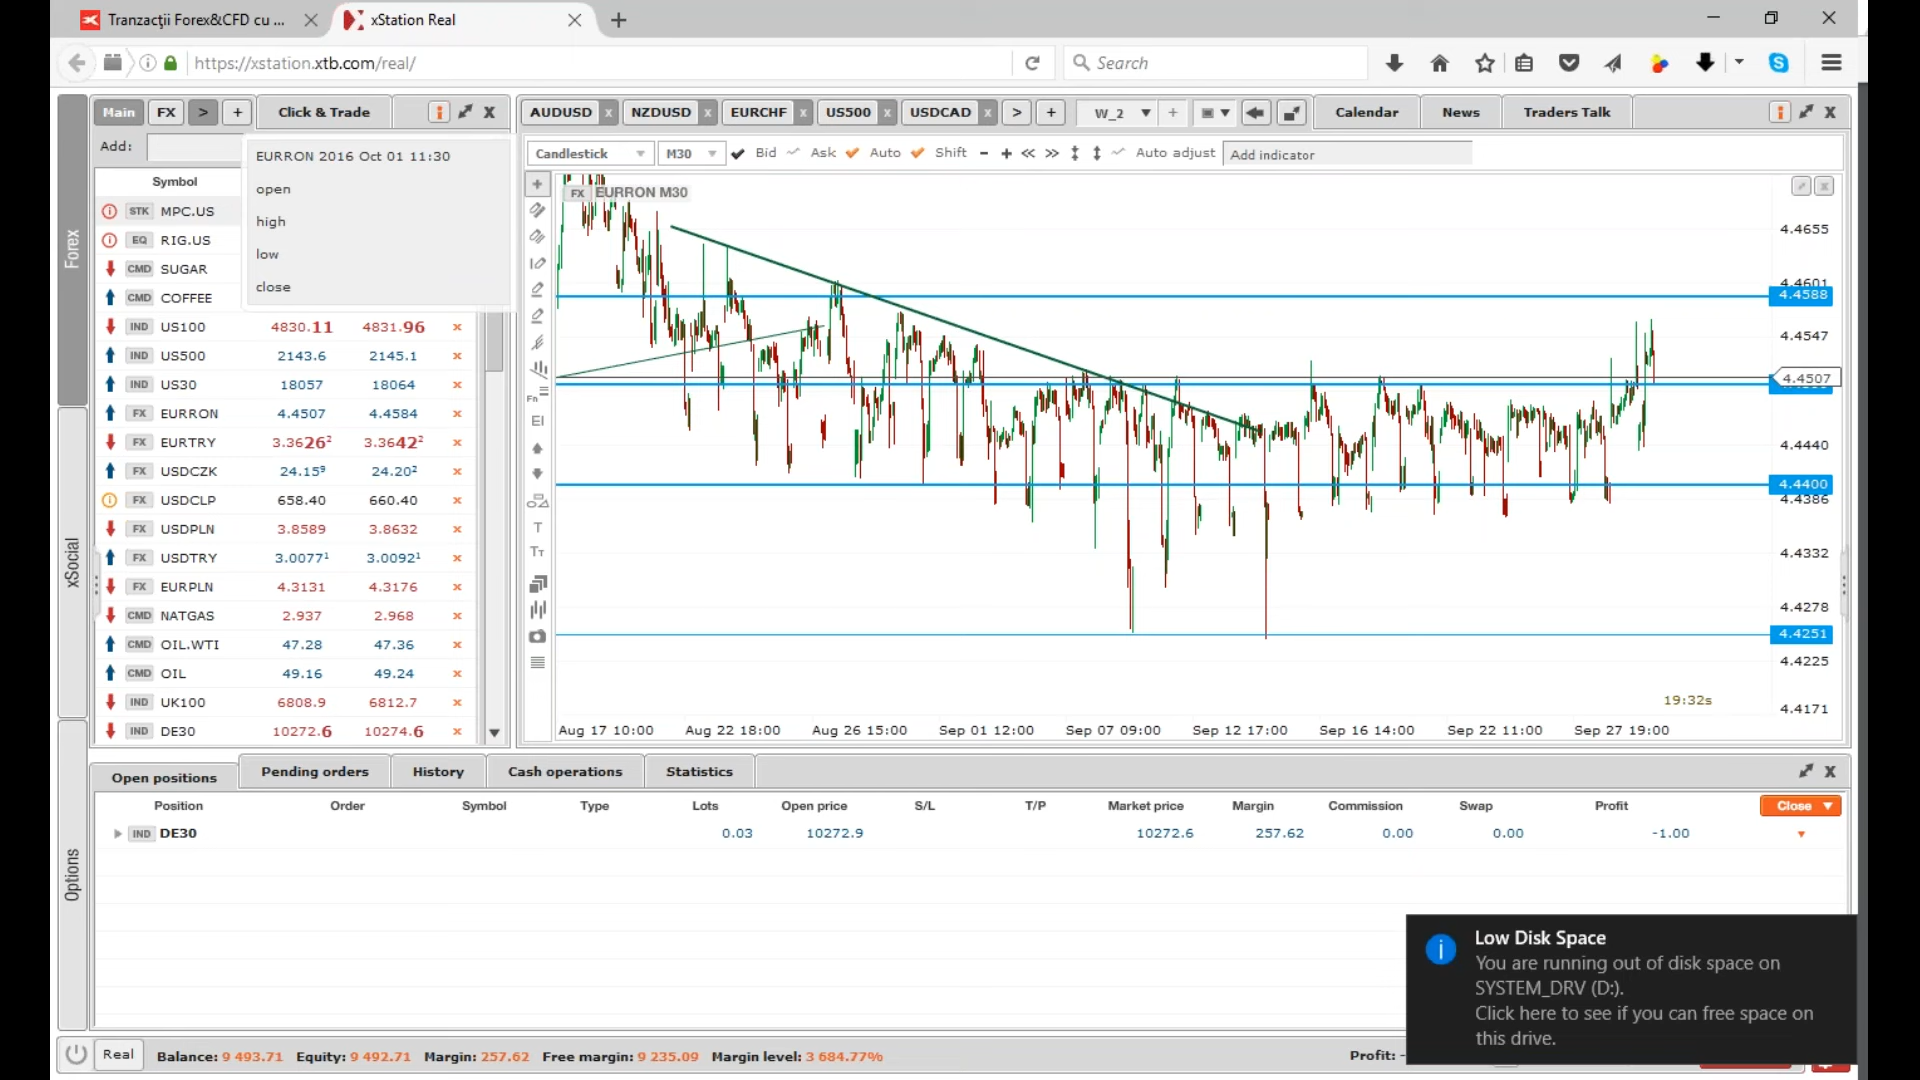 Tranzacţii Forex&CFD cu ...
xStation Real
https://xstation.xtb.com/real/
Search
Main FX > + Click & Trade
AUDUSD x NZDUSD x EURCHF x US500 x USDCAD x > + W_2 Calendar News Traders Talk
Add:
EURRON 2016 Oct 01 11:30
open
high
low
close
Candlestick M30 Bid Ask Auto Shift Auto adjust Add indicator
Symbol
STK MPC.US
EQ RIG.US
CMD SUGAR
CMD COFFEE
IND US100 4830.11 4831.96
IND US500 2143.6 2145.1
IND US30 18057 18064
FX EURRON 4.4507 4.4584
FX EURTRY 3.3626² 3.3642²
FX USDCZK 24.15⁹ 24.20²
FX USDCLP 658.40 660.40
FX USDPLN 3.8589 3.8632
FX USDTRY 3.0077¹ 3.0092¹
FX EURPLN 4.3131 4.3176
CMD NATGAS 2.937 2.968
CMD OIL.WTI 47.28 47.36
CMD OIL 49.16 49.24
IND UK100 6808.9 6812.7
IND DE30 10272.6 10274.6
Forex
xSocial
Options
FX EURRON M30
Fn
EI
T
TT
4.4655
4.4601
4.4588
4.4547
4.4507
4.4440
4.4400
4.4386
4.4332
4.4278
4.4251
4.4225
4.4171
19:32s
Aug 17 10:00 Aug 22 18:00 Aug 26 15:00 Sep 01 12:00 Sep 07 09:00 Sep 12 17:00 Sep 16 14:00 Sep 22 11:00 Sep 27 19:00
Open positions Pending orders History Cash operations Statistics
Position Order Symbol Type Lots Open price S/L T/P Market price Margin Commission Swap Profit Close
IND DE30 0.03 10272.9 10272.6 257.62 0.00 0.00 -1.00
Low Disk Space
You are running out of disk space on
SYSTEM_DRV (D:).
Click here to see if you can free space on
this drive.
Real Balance: 9 493.71 Equity: 9 492.71 Margin: 257.62 Free margin: 9 235.09 Margin level: 3 684.77% Profit: -